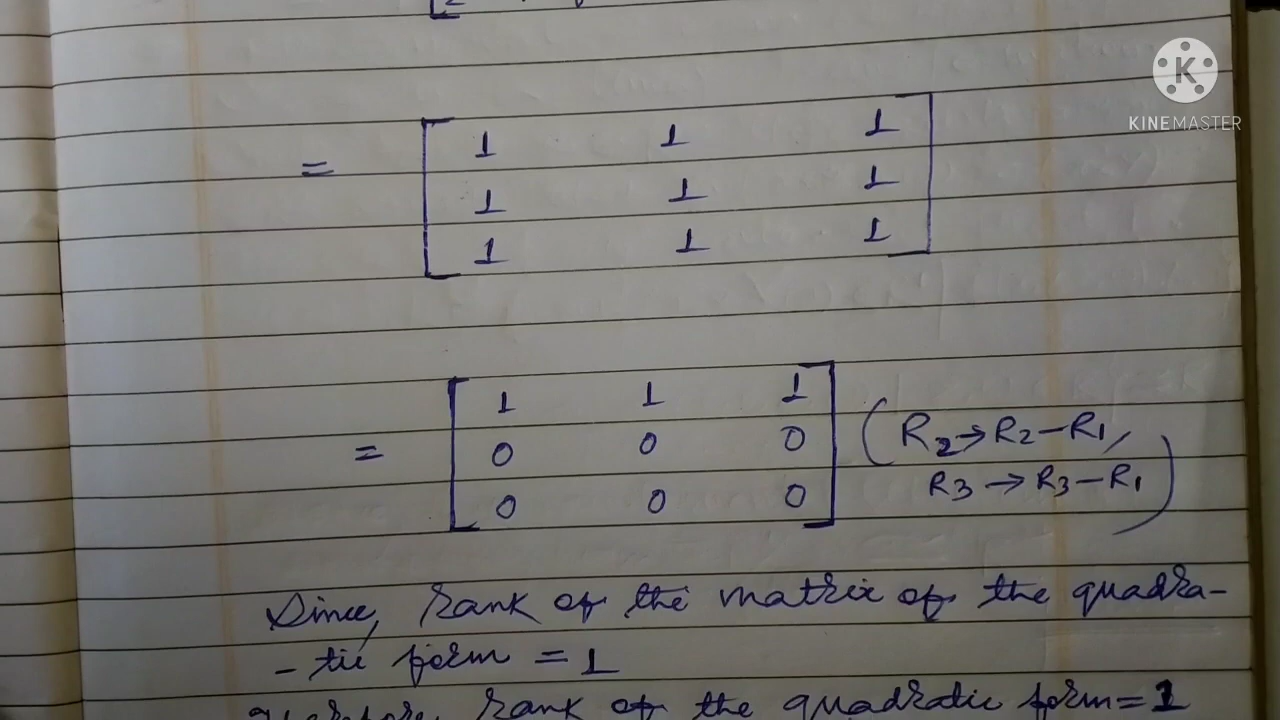 KINEMASTER
= [ 1 1 1
1 1 1
1 1 1 ]
= [ 1 1 1
0 0 0 (R2→R2-R1,
0 0 0 ] R3→R3-R1)
Since, rank of the matrix of the quadra-
-tic form = 1
rank of the quadratic form = 1